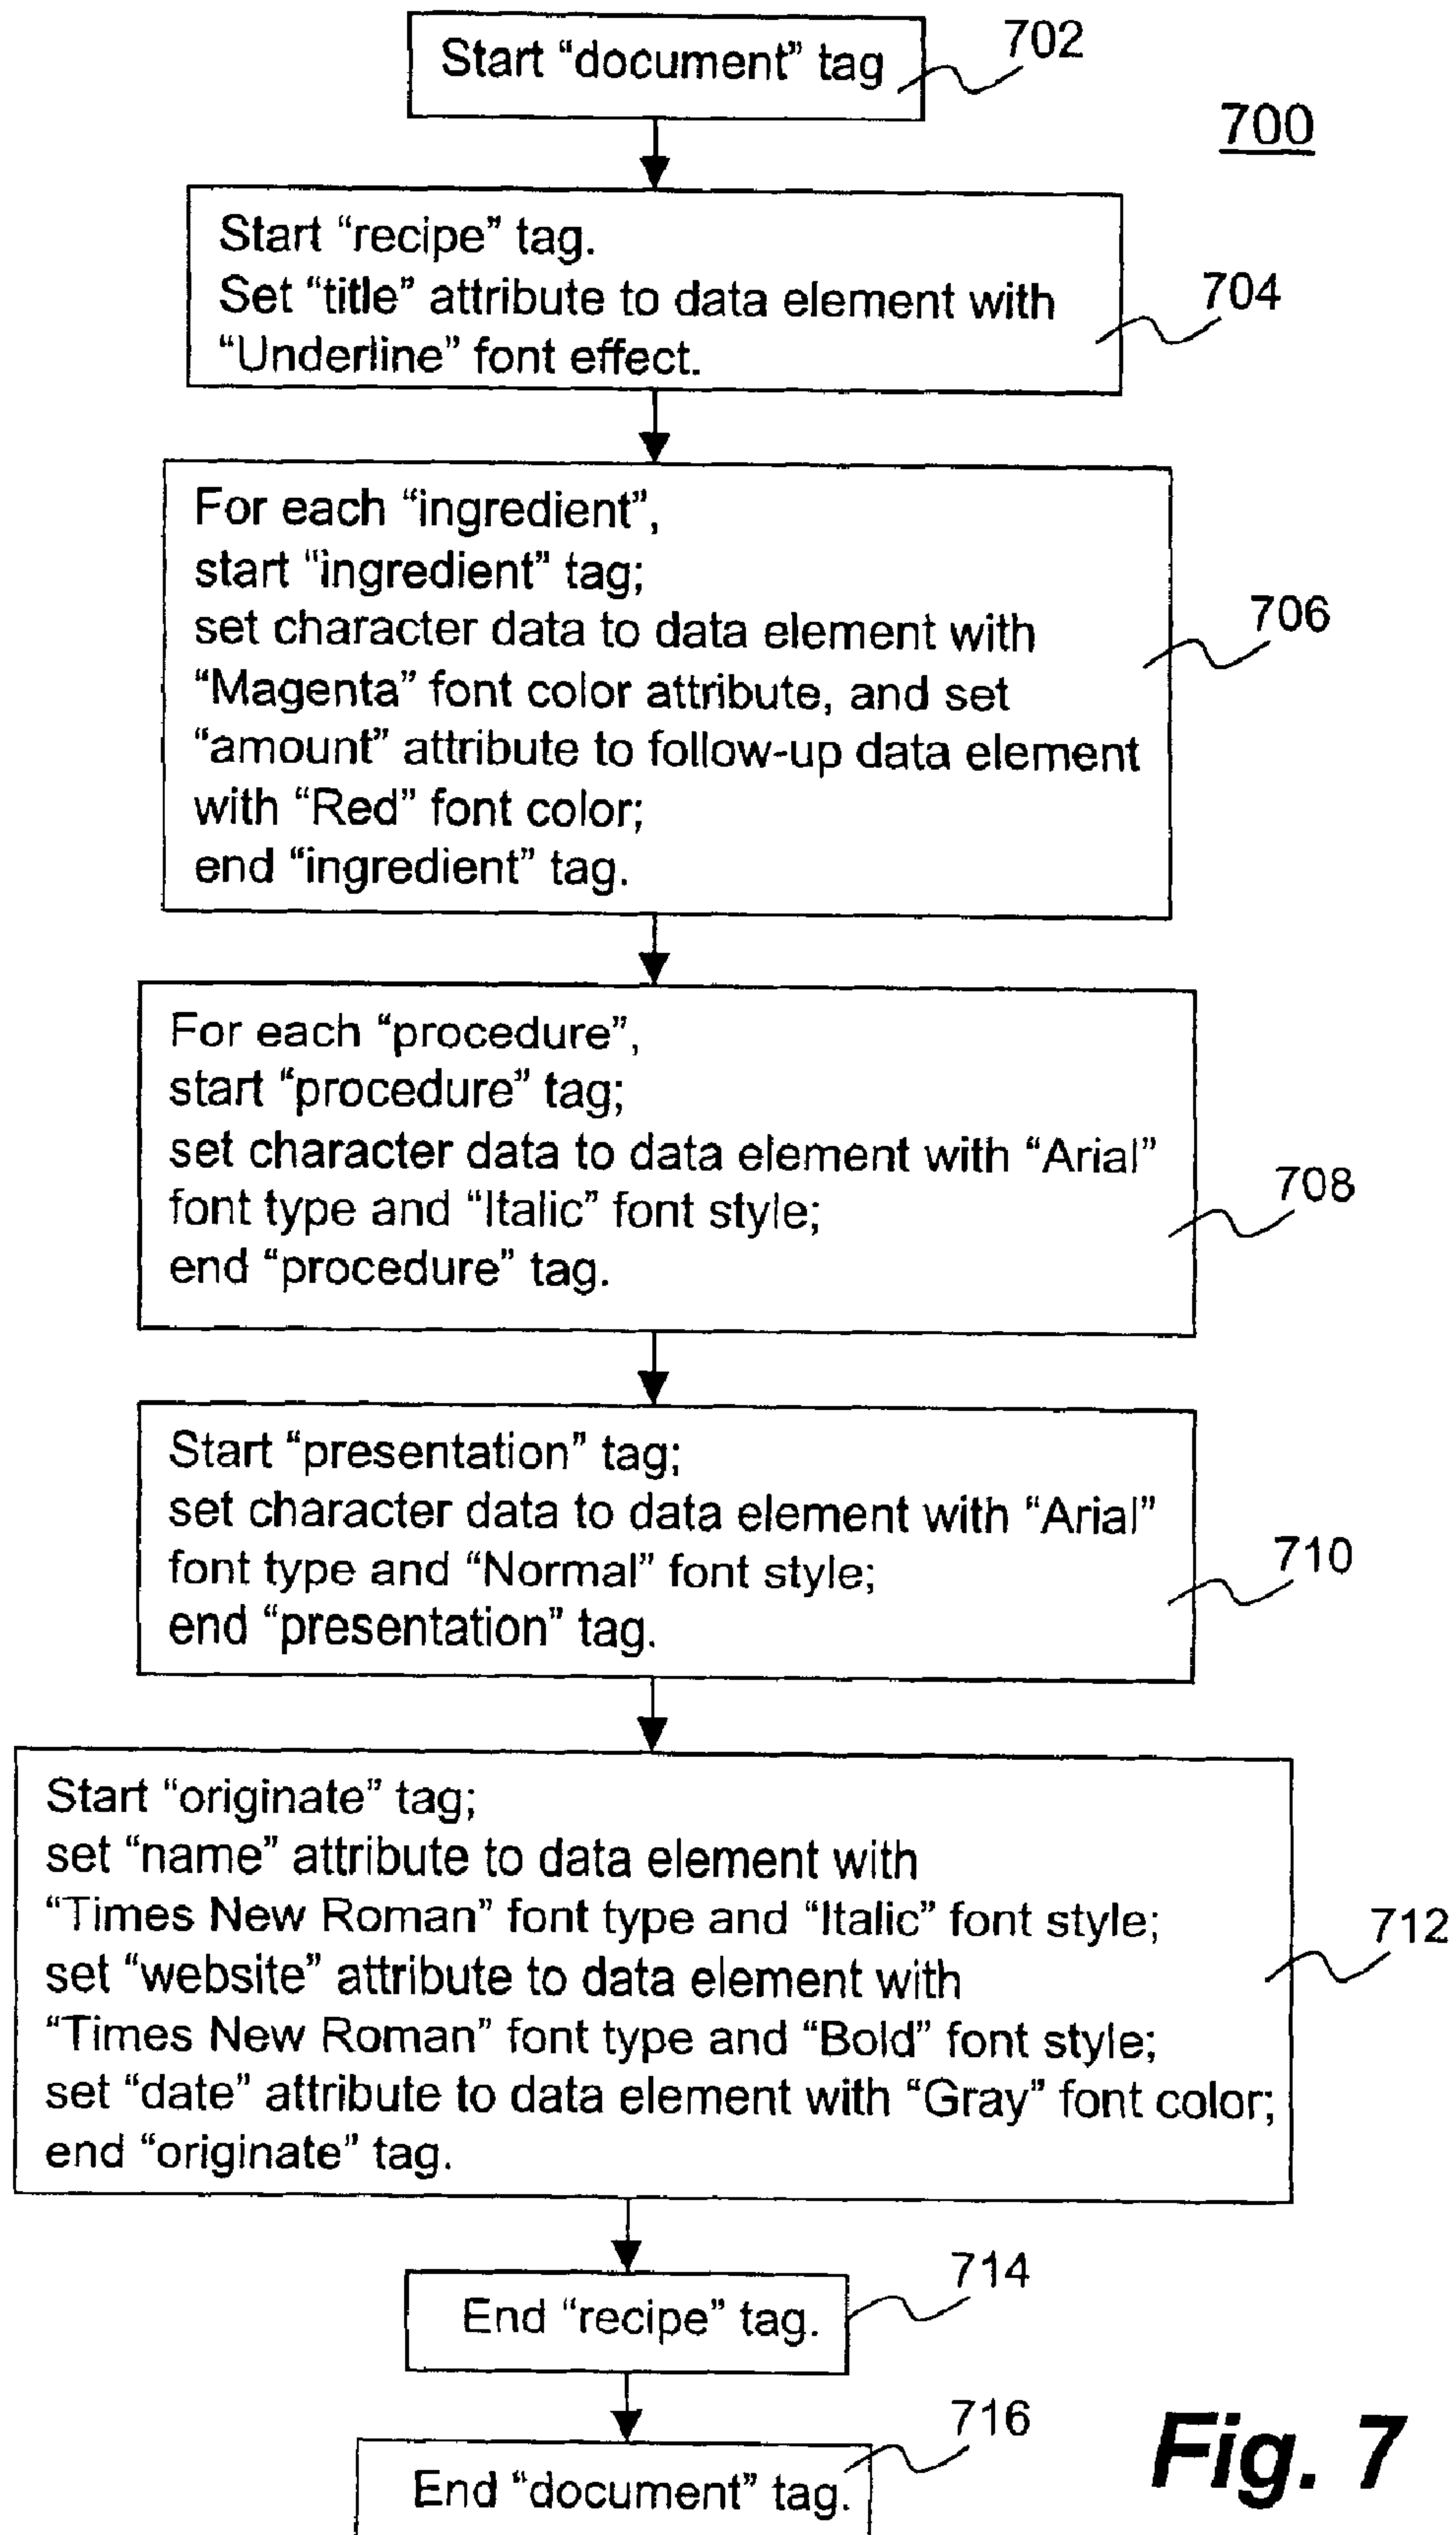 Start “document” tag
702
700
Start “recipe” tag.
Set “title” attribute to data element with
“Underline” font effect.
704
For each “ingredient”,
start “ingredient” tag;
set character data to data element with
“Magenta” font color attribute, and set
“amount” attribute to follow-up data element
with “Red” font color;
end “ingredient” tag.
706
For each “procedure”,
start “procedure” tag;
set character data to data element with “Arial”
font type and “Italic” font style;
end “procedure” tag.
708
Start “presentation” tag;
set character data to data element with “Arial”
font type and “Normal” font style;
end “presentation” tag.
710
Start “originate” tag;
set “name” attribute to data element with
“Times New Roman” font type and “Italic” font style;
set “website” attribute to data element with
“Times New Roman” font type and “Bold” font style;
set “date” attribute to data element with “Gray” font color;
end “originate” tag.
712
End “recipe” tag.
714
End “document” tag.
716
Fig. 7